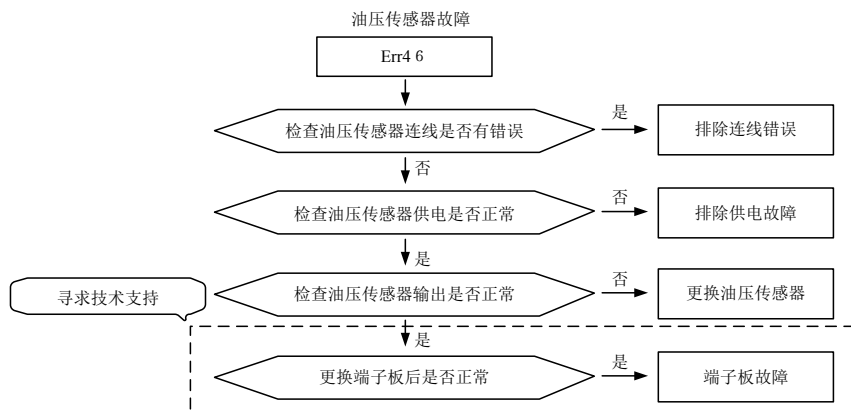 油压传感器故障
Err4 6
检查油压传感器连线是否有错误
是
排除连线错误
否
检查油压传感器供电是否正常
否
排除供电故障
是
寻求技术支持
检查油压传感器输出是否正常
否
更换油压传感器
是
更换端子板后是否正常
是
端子板故障